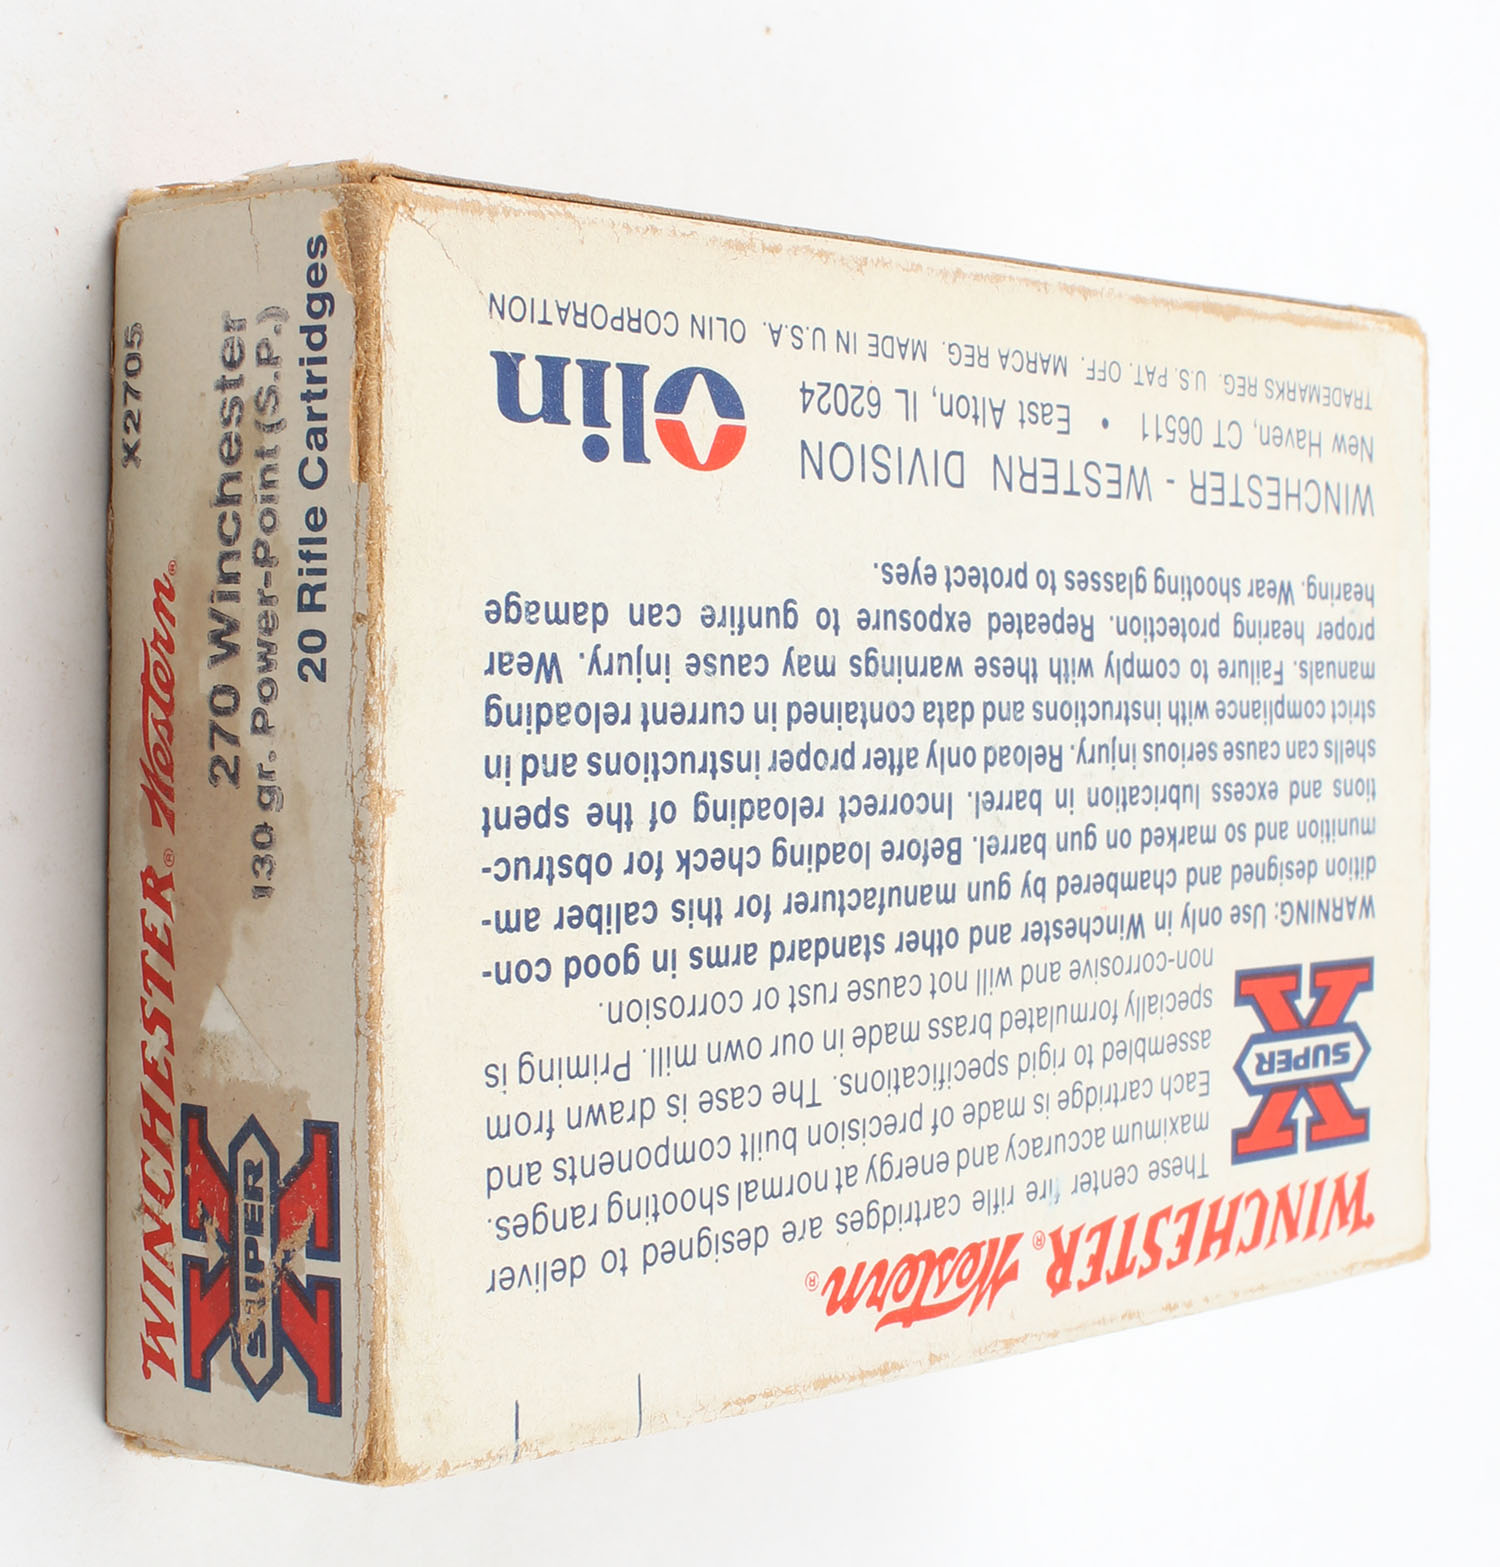 X2705
WINCHESTER® Western®
SUPER X
270 Winchester
130 gr. Power-Point (S.P.)
20 Rifle Cartridges
WINCHESTER® Western®
SUPER X
These center fire rifle cartridges are designed to deliver
maximum accuracy and energy at normal shooting ranges.
Each cartridge is made of precision built components and
assembled to rigid specifications. The case is drawn from
specially formulated brass made in our own mill. Priming is
non-corrosive and will not cause rust or corrosion.
WARNING: Use only in Winchester and other standard arms in good con-
dition designed and chambered by gun manufacturer for this caliber am-
munition and so marked on gun barrel. Before loading check for obstruc-
tions and excess lubrication in barrel. Incorrect reloading of the spent
shells can cause serious injury. Reload only after proper instructions and in
strict compliance with instructions and data contained in current reloading
manuals. Failure to comply with these warnings may cause injury. Wear
proper hearing protection. Repeated exposure to gunfire can damage
hearing. Wear shooting glasses to protect eyes.
WINCHESTER - WESTERN DIVISION
New Haven, CT 06511 • East Alton, IL 62024
Olin
TRADEMARKS REG. U.S. PAT. OFF. MARCA REG. MADE IN U.S.A. OLIN CORPORATION